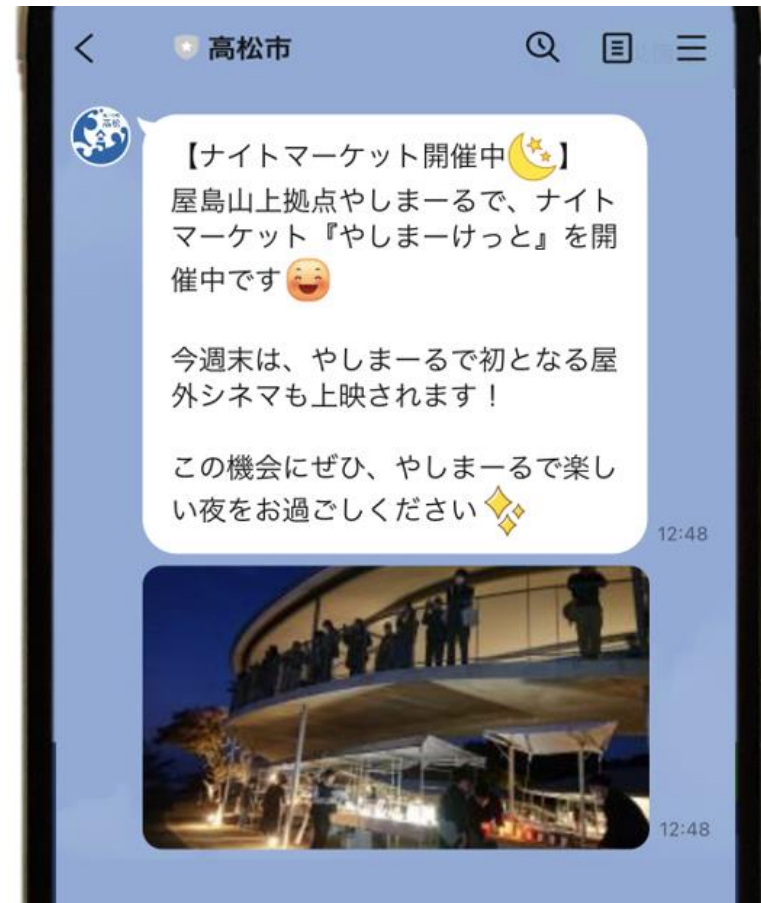 高松市
【ナイトマーケット開催中🌙】
屋島山上拠点やしまーるで、ナイト
マーケット『やしまーけっと』を開
催中です😄
今週末は、やしまーるで初となる屋
外シネマも上映されます！
この機会にぜひ、やしまーるで楽し
い夜をお過ごしください✨
12:48
12:48